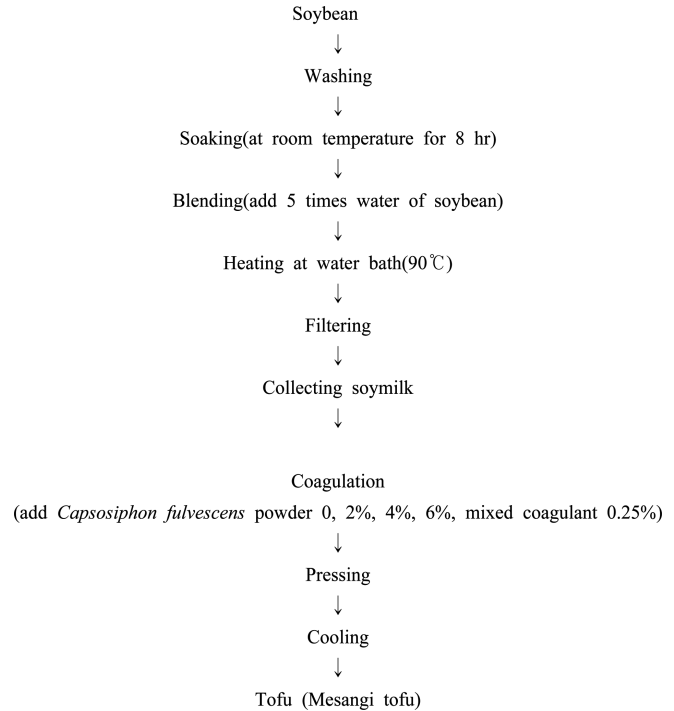 Soybean
↓
Washing
↓
Soaking(at room temperature for 8 hr)
↓
Blending(add 5 times water of soybean)
↓
Heating at water bath(90℃)
↓
Filtering
↓
Collecting soymilk
↓
Coagulation
(add Capsosiphon fulvescens powder 0, 2%, 4%, 6%, mixed coagulant 0.25%)
↓
Pressing
↓
Cooling
↓
Tofu (Mesangi tofu)